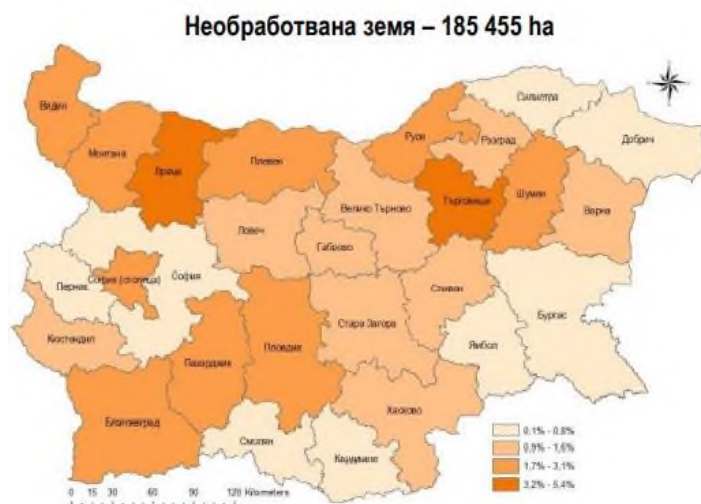 Необработвана земя – 185 455 ha
Силистра
Видин
Добрич
Русе
Разград
Монтана
Враца
Плевен
Търговище
Шумен
Варна
Велико Търново
Ловеч
Габрово
София (столица)
София
Перник
Сливен
Бургас
Стара Загора
Кюстендил
Ямбол
Пловдив
Пазарджик
Хасково
Благоевград
Смолян
Кърджали
0,1% - 0,8%
0,9% - 1,6%
1,7% - 3,1%
3,2% - 5,4%
0 15 30 60 90 120 Kilometers